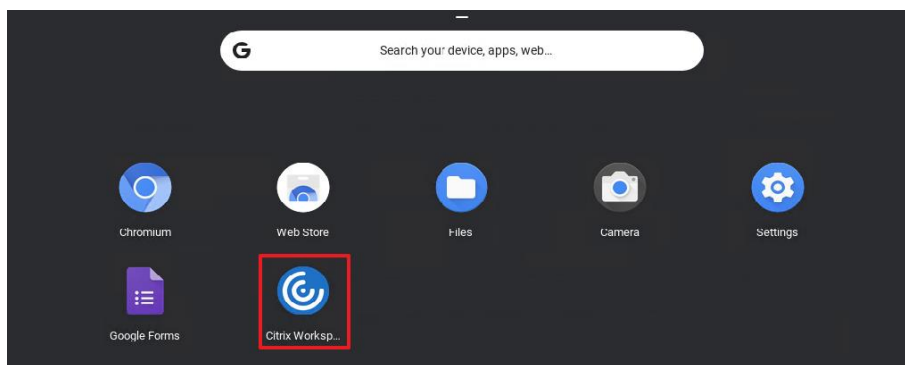 G
Search your device, apps, web...
Chromium
Web Store
Files
Camera
Settings
Google Forms
Citrix Worksp...